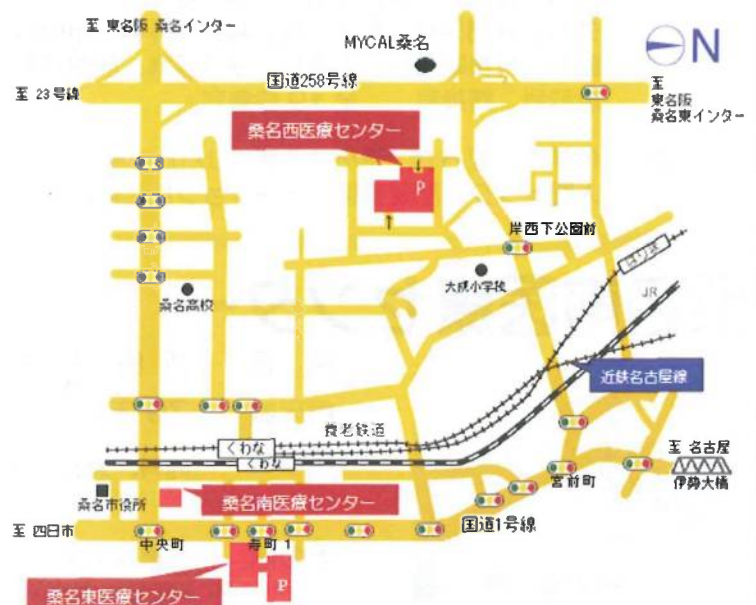 至 東名阪 桑名インター
MYCAL桑名
N
国道258号線
至 23号線
至
東名阪
桑名東インター
桑名西医療センター
P
岸西下公園前
大成小学校
桑名高校
JR
近鉄名古屋線
養老鉄道
くわな
くわな
至 名古屋
伊勢大橋
宮前町
桑名市役所
桑名南医療センター
至 四日市
国道1号線
中央町
寿町 1
桑名東医療センター
P